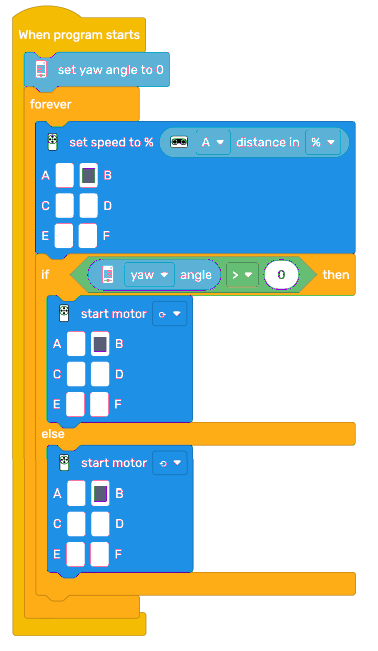 When program starts
set yaw angle to 0
forever
set speed to % A distance in %
A B
C D
E F
if yaw angle > 0 then
start motor
A B
C D
E F
else
start motor
A B
C D
E F